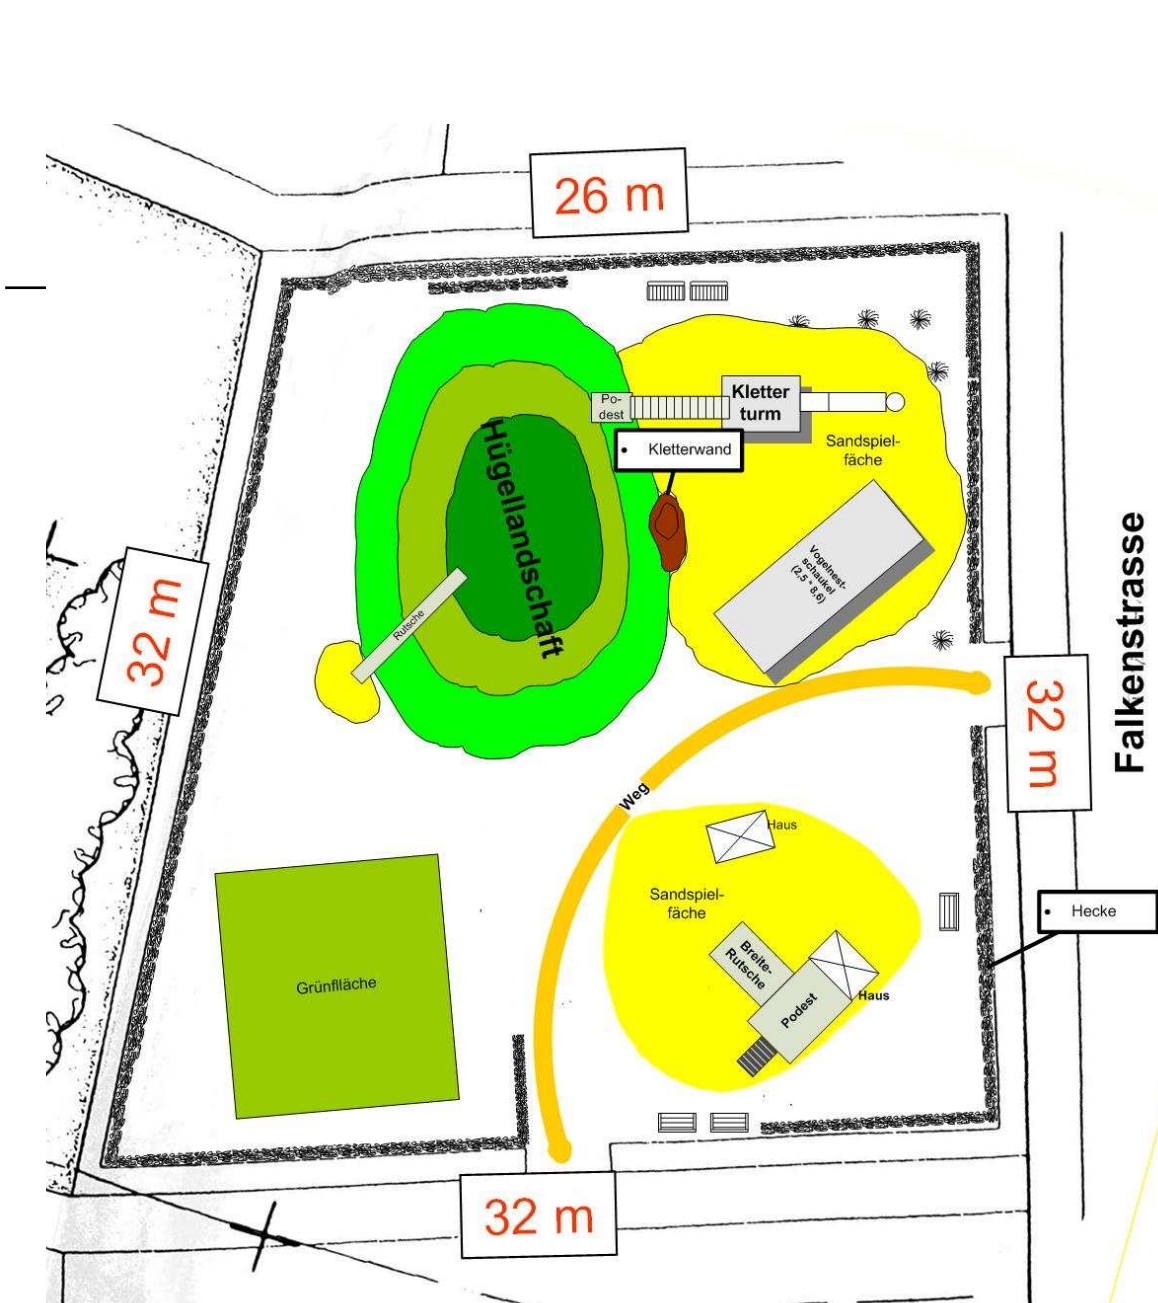 26 m
Po-
dest
Kletter
turm
Kletterwand
Sandspiel-
fäche
Hügellandschaft
Vogelnest-
schaukel
(2,5 * 8,6)
Rutsche
32 m
32 m
Falkenstrasse
Weg
Haus
Sandspiel-
fäche
Hecke
Breite-
Rutsche
Grünflläche
Haus
Podest
32 m